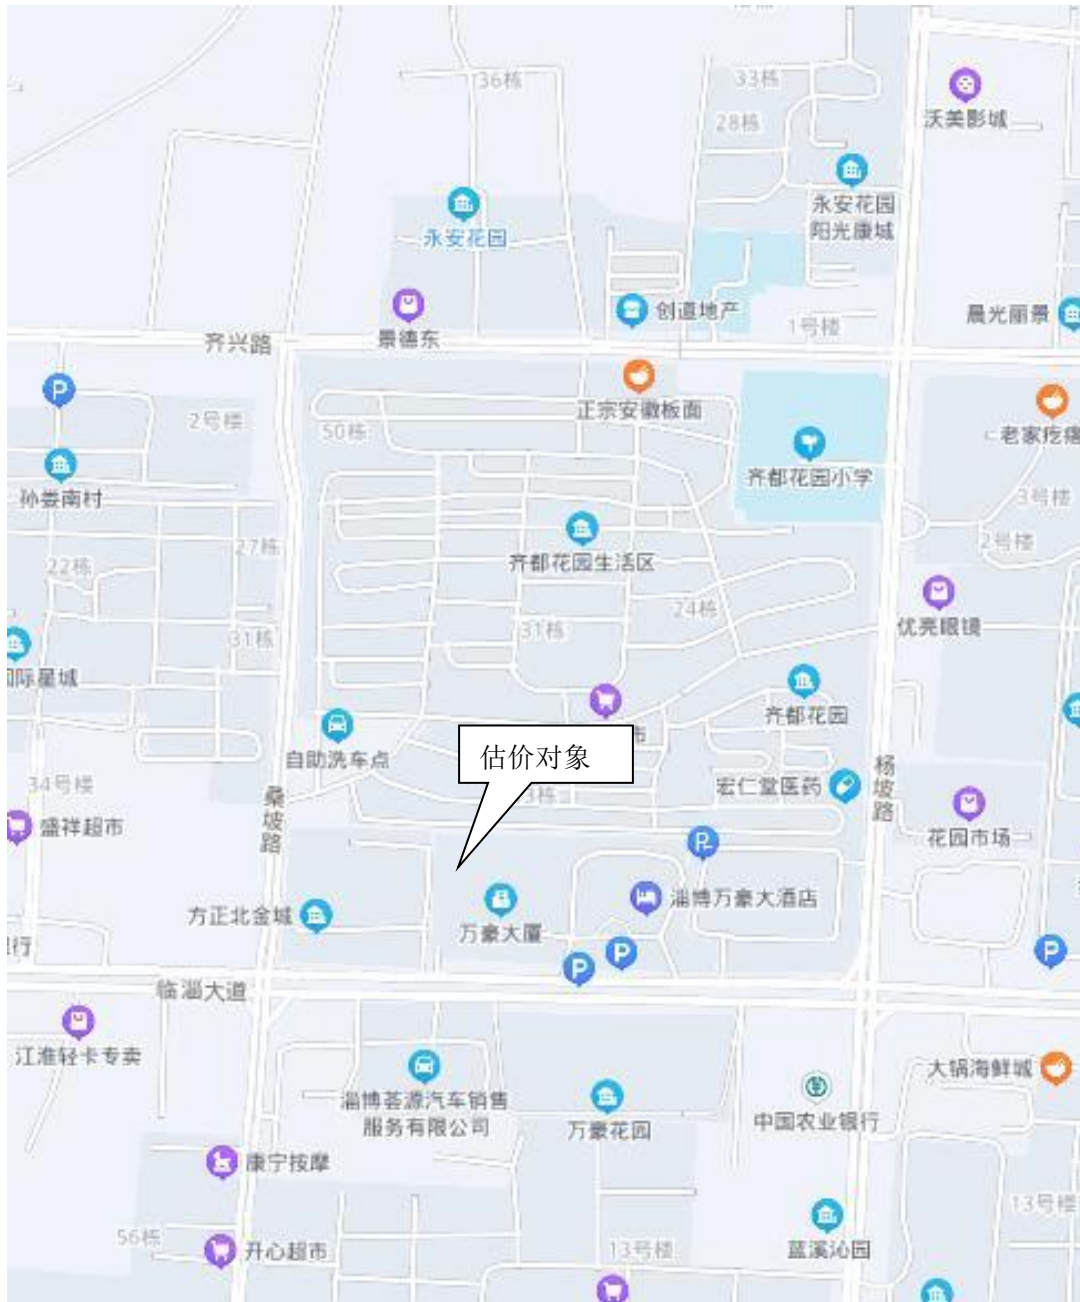 36栋
33栋
沃美影城
28栋
永安花园
阳光康城
永安花园
创道地产
晨光丽景
1号楼
景德东
齐兴路
正宗安徽板面
2号楼
50栋
老家疙瘩
齐都花园小学
孙娄南村
3号楼
27栋
2号楼
齐都花园生活区
22栋
24栋
31栋
31栋
优亮眼镜
国际星城
齐都花园
市
估价对象
自助洗车点
34号楼
3栋
宏仁堂医药
杨坡路
桑坡路
盛祥超市
花园市场
淄博万豪大酒店
方正北金城
万豪大厦
银行
临淄大道
江淮轻卡专卖
大锅海鲜城
淄博荟源汽车销售
服务有限公司
万豪花园
中国农业银行
康宁按摩
13号楼
56栋
开心超市
13号楼
蓝溪沁园